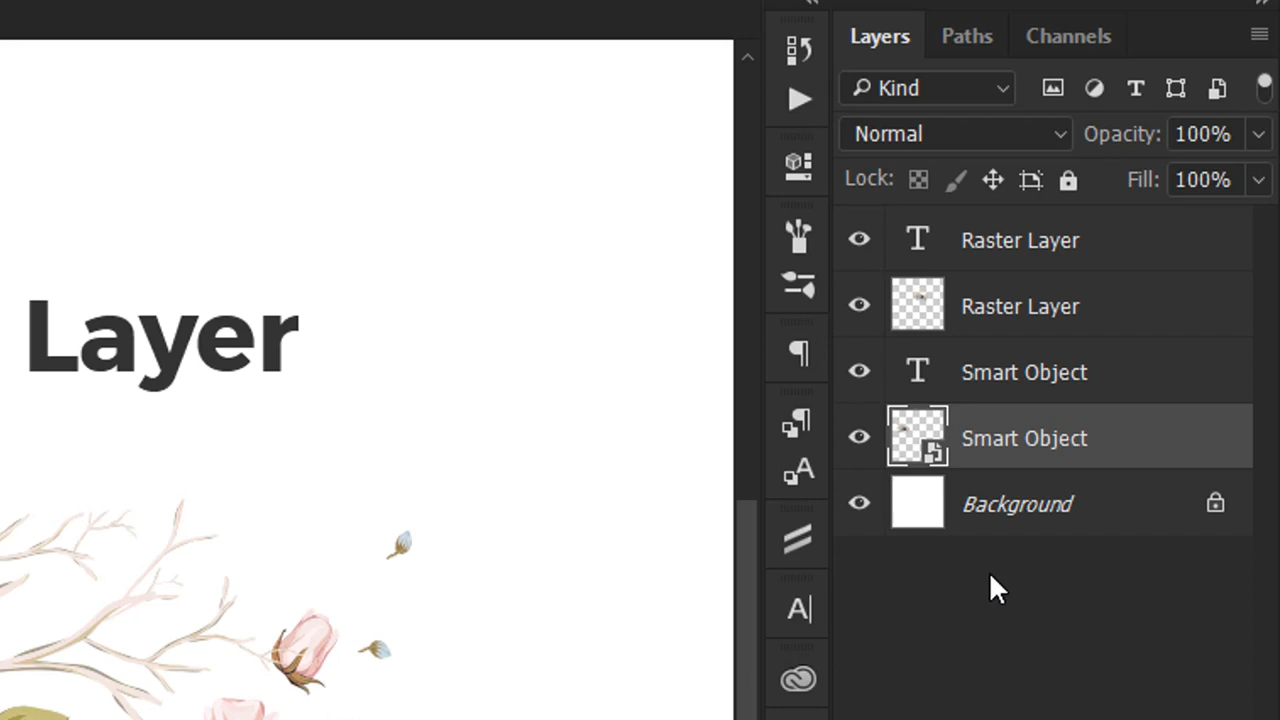 Layers Paths Channels
Kind
Normal Opacity: 100%
Lock: Fill: 100%
Raster Layer
Raster Layer
Smart Object
Smart Object
Background
Layer